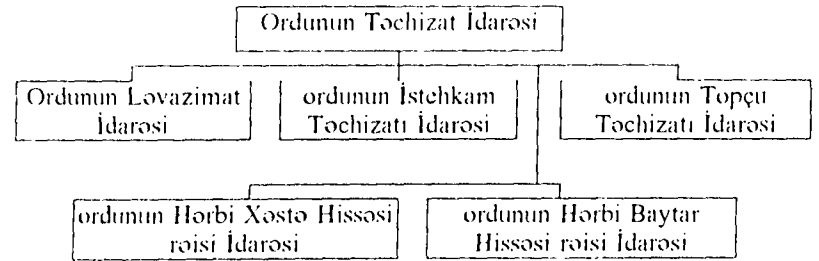 Ordunun Təchizat İdarəsi
Ordunun Ləvazimat
İdarəsi
ordunun İstehkam
Təchizatı İdarəsi
ordunun Topçu
Təchizatı İdarəsi
ordunun Hərbi Xəstə Hissəsi
rəisi İdarəsi
ordunun Hərbi Baytar
Hissəsi rəisi İdarəsi